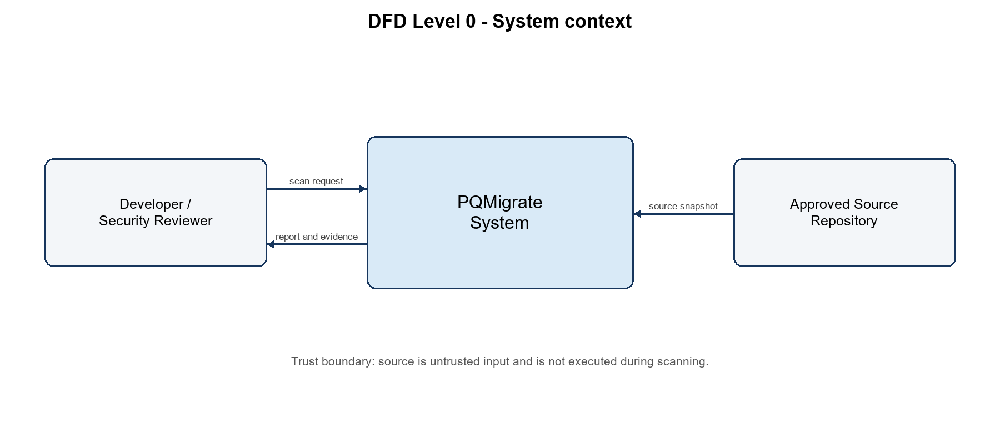 DFD Level 0 - System context
Developer /
Security Reviewer
scan request
report and evidence
PQMigrate
System
source snapshot
Approved Source
Repository
Trust boundary: source is untrusted input and is not executed during scanning.